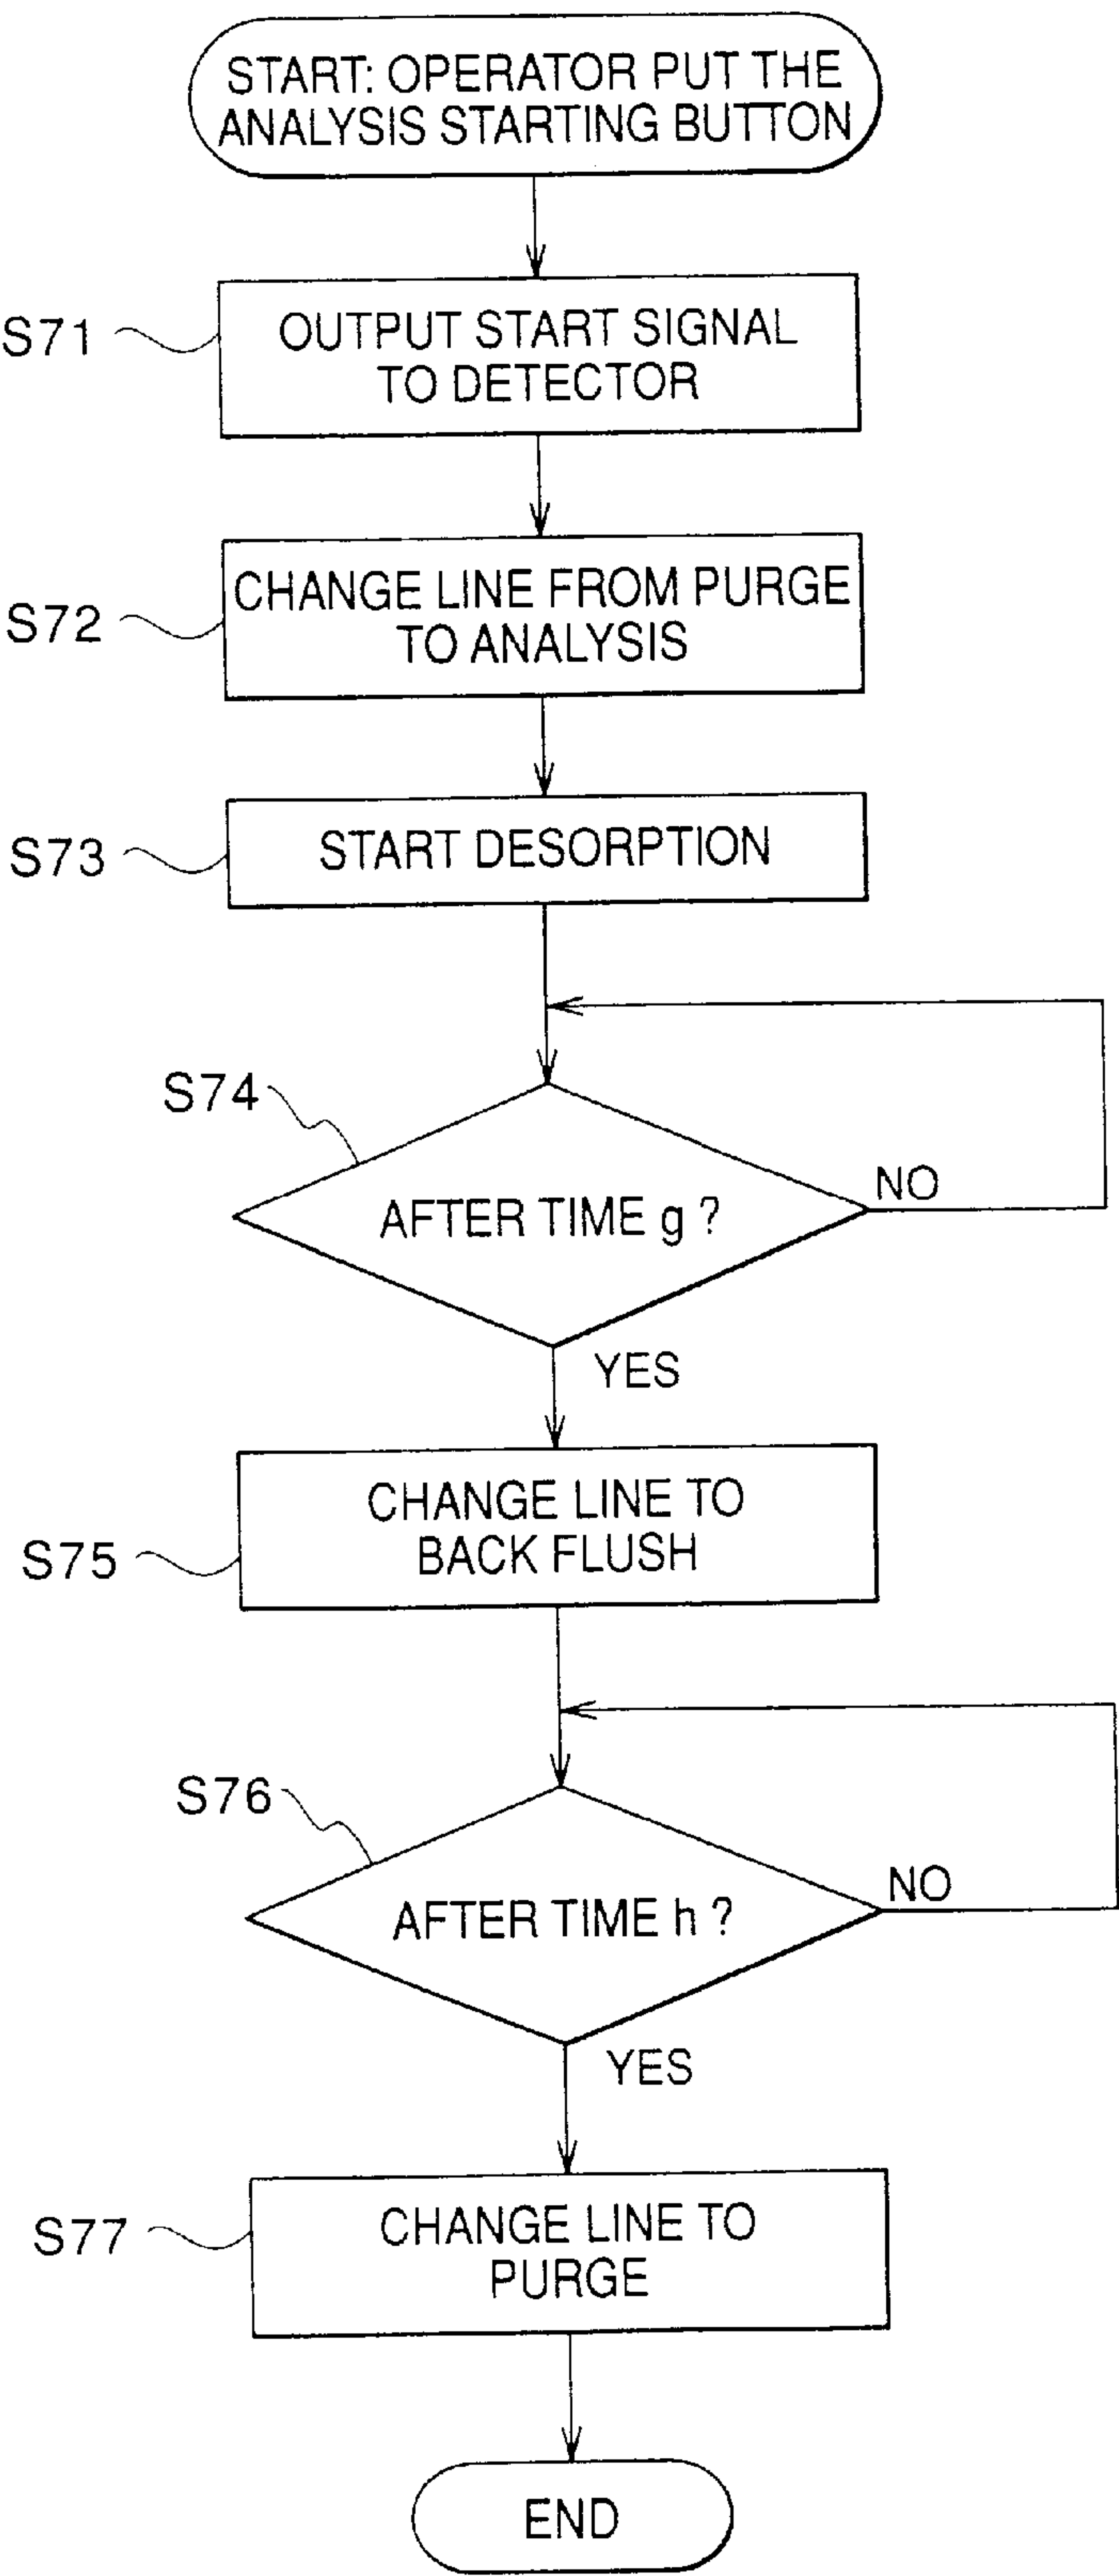 START: OPERATOR PUT THE
ANALYSIS STARTING BUTTON
S71
OUTPUT START SIGNAL
TO DETECTOR
S72
CHANGE LINE FROM PURGE
TO ANALYSIS
S73
START DESORPTION
S74
AFTER TIME g ?
NO
YES
S75
CHANGE LINE TO
BACK FLUSH
S76
AFTER TIME h ?
NO
YES
S77
CHANGE LINE TO
PURGE
END